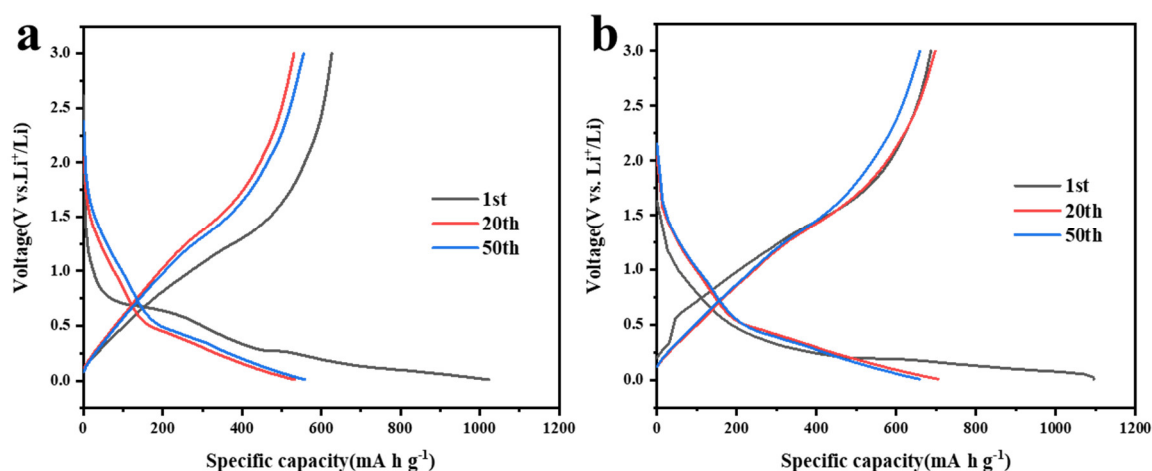 a
3.0
2.5
2.0
1.5
1.0
0.5
0.0
Voltage(V vs.Li⁺/Li)
1st
20th
50th
0 200 400 600 800 1000 1200
Specific capacity(mA h g⁻¹)
b
3.0
2.5
2.0
1.5
1.0
0.5
0.0
Voltage(V vs. Li⁺/Li)
1st
20th
50th
0 200 400 600 800 1000 1200
Specific capacity(mA h g⁻¹)